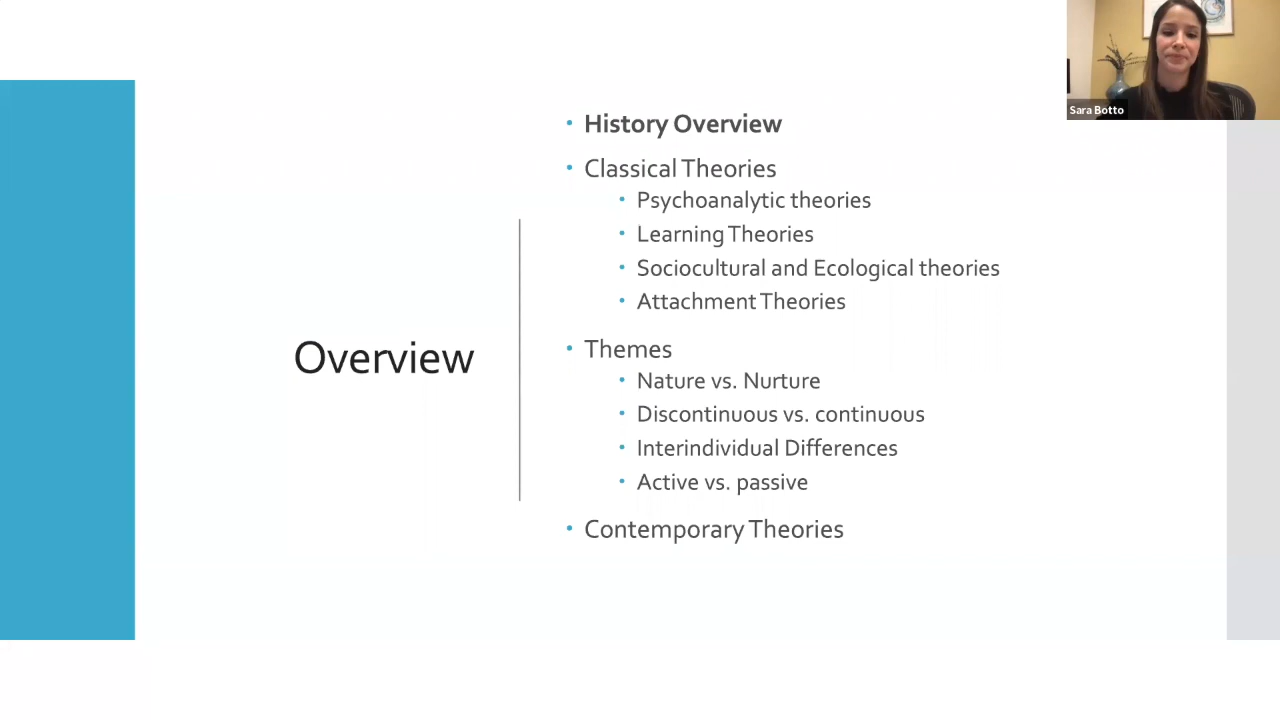 Sara Botto
History Overview
Classical Theories
Psychoanalytic theories
Learning Theories
Sociocultural and Ecological theories
Attachment Theories
Overview
Themes
Nature vs. Nurture
Discontinuous vs. continuous
Interindividual Differences
Active vs. passive
Contemporary Theories